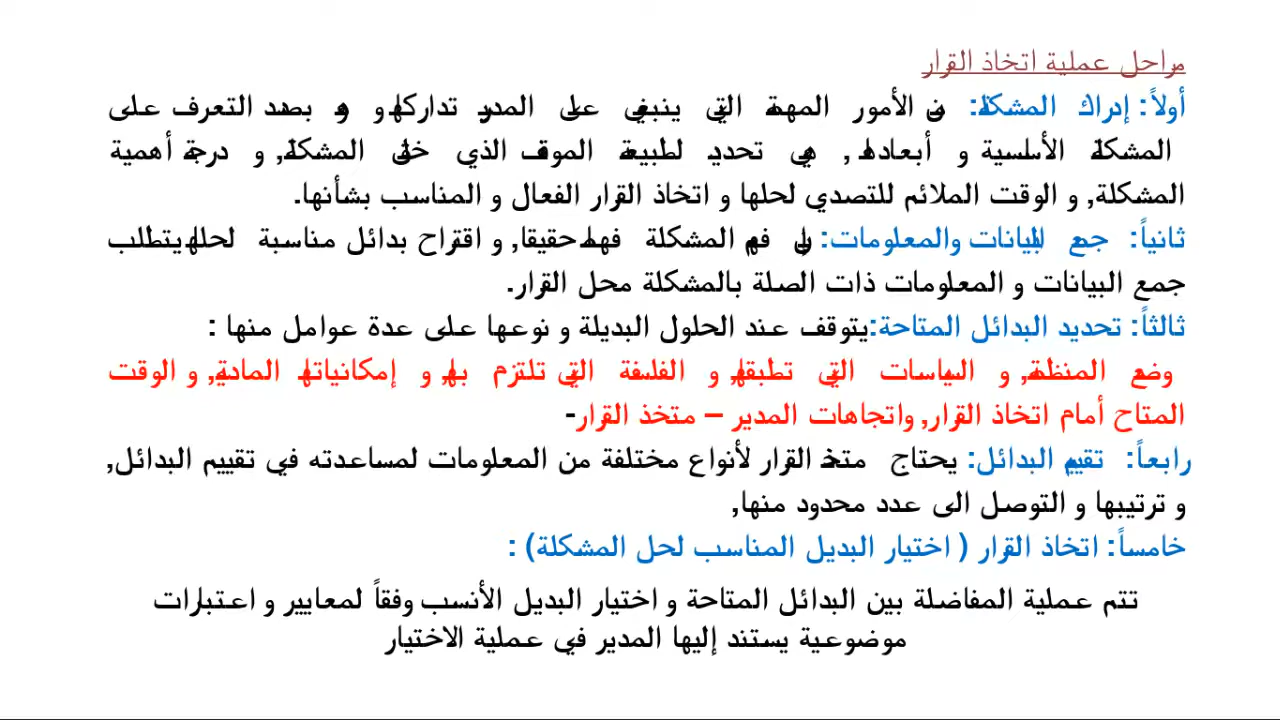 مراحل عملية اتخاذ القرار
أولاً: إدراك المشكلة: من الأمور المهمة التي ينبغي على المدير تداركها و هو بصدد التعرف على
المشكلة الأساسية و أبعادها , هي تحديد لطبيعة الموقف الذي خلق المشكلة, و درجة أهمية
المشكلة, و الوقت الملائم للتصدي لحلها و اتخاذ القرار الفعال و المناسب بشأنها.
ثانياً: جمع البيانات والمعلومات: إن فهم المشكلة فهما حقيقا, و اقتراح بدائل مناسبة لحلها يتطلب
جمع البيانات و المعلومات ذات الصلة بالمشكلة محل القرار.
ثالثاً: تحديد البدائل المتاحة:يتوقف عند الحلول البديلة و نوعها على عدة عوامل منها :
وضع المنظمة, و السياسات التي تطبقها, و الفلسفة التي تلتزم بها, و إمكانياتها المادية, و الوقت
المتاح أمام اتخاذ القرار, واتجاهات المدير – متخذ القرار-
رابعاً: تقييم البدائل: يحتاج متخذ القرار لأنواع مختلفة من المعلومات لمساعدته في تقييم البدائل,
و ترتيبها و التوصل الى عدد محدود منها,
خامساً: اتخاذ القرار ( اختيار البديل المناسب لحل المشكلة) :
تتم عملية المفاضلة بين البدائل المتاحة و اختيار البديل الأنسب وفقاً لمعايير و اعتبارات
موضوعية يستند إليها المدير في عملية الاختيار